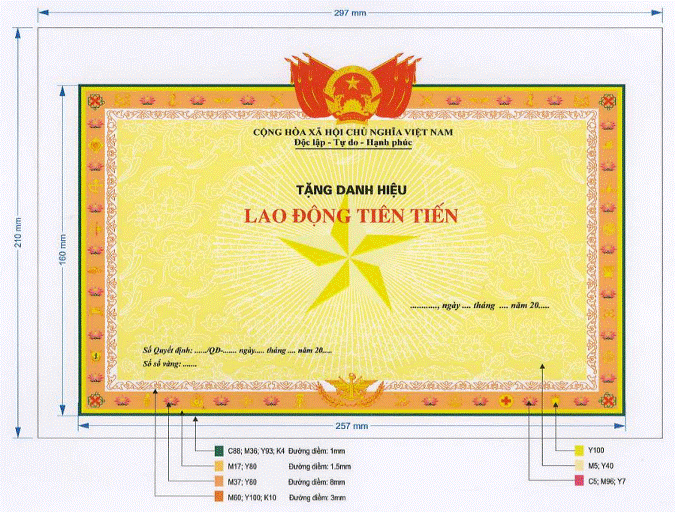 297 mm
210 mm
160 mm
CỘNG HÒA XÃ HỘI CHỦ NGHĨA VIỆT NAM
Độc lập - Tự do - Hạnh phúc
TẶNG DANH HIỆU
LAO ĐỘNG TIÊN TIẾN
............, ngày .... tháng .... năm 20.....
Số Quyết định: ...../QĐ-....... ngày..... tháng .... năm 20.....
Số sổ vàng: .......
257 mm
C88; M36; Y93; K4 Đường diềm: 1mm
M17; Y80 Đường diềm: 1.5mm
M37; Y60 Đường diềm: 8mm
M60; Y100; K10 Đường diềm: 3mm
Y100
M5; Y40
C5; M96; Y7